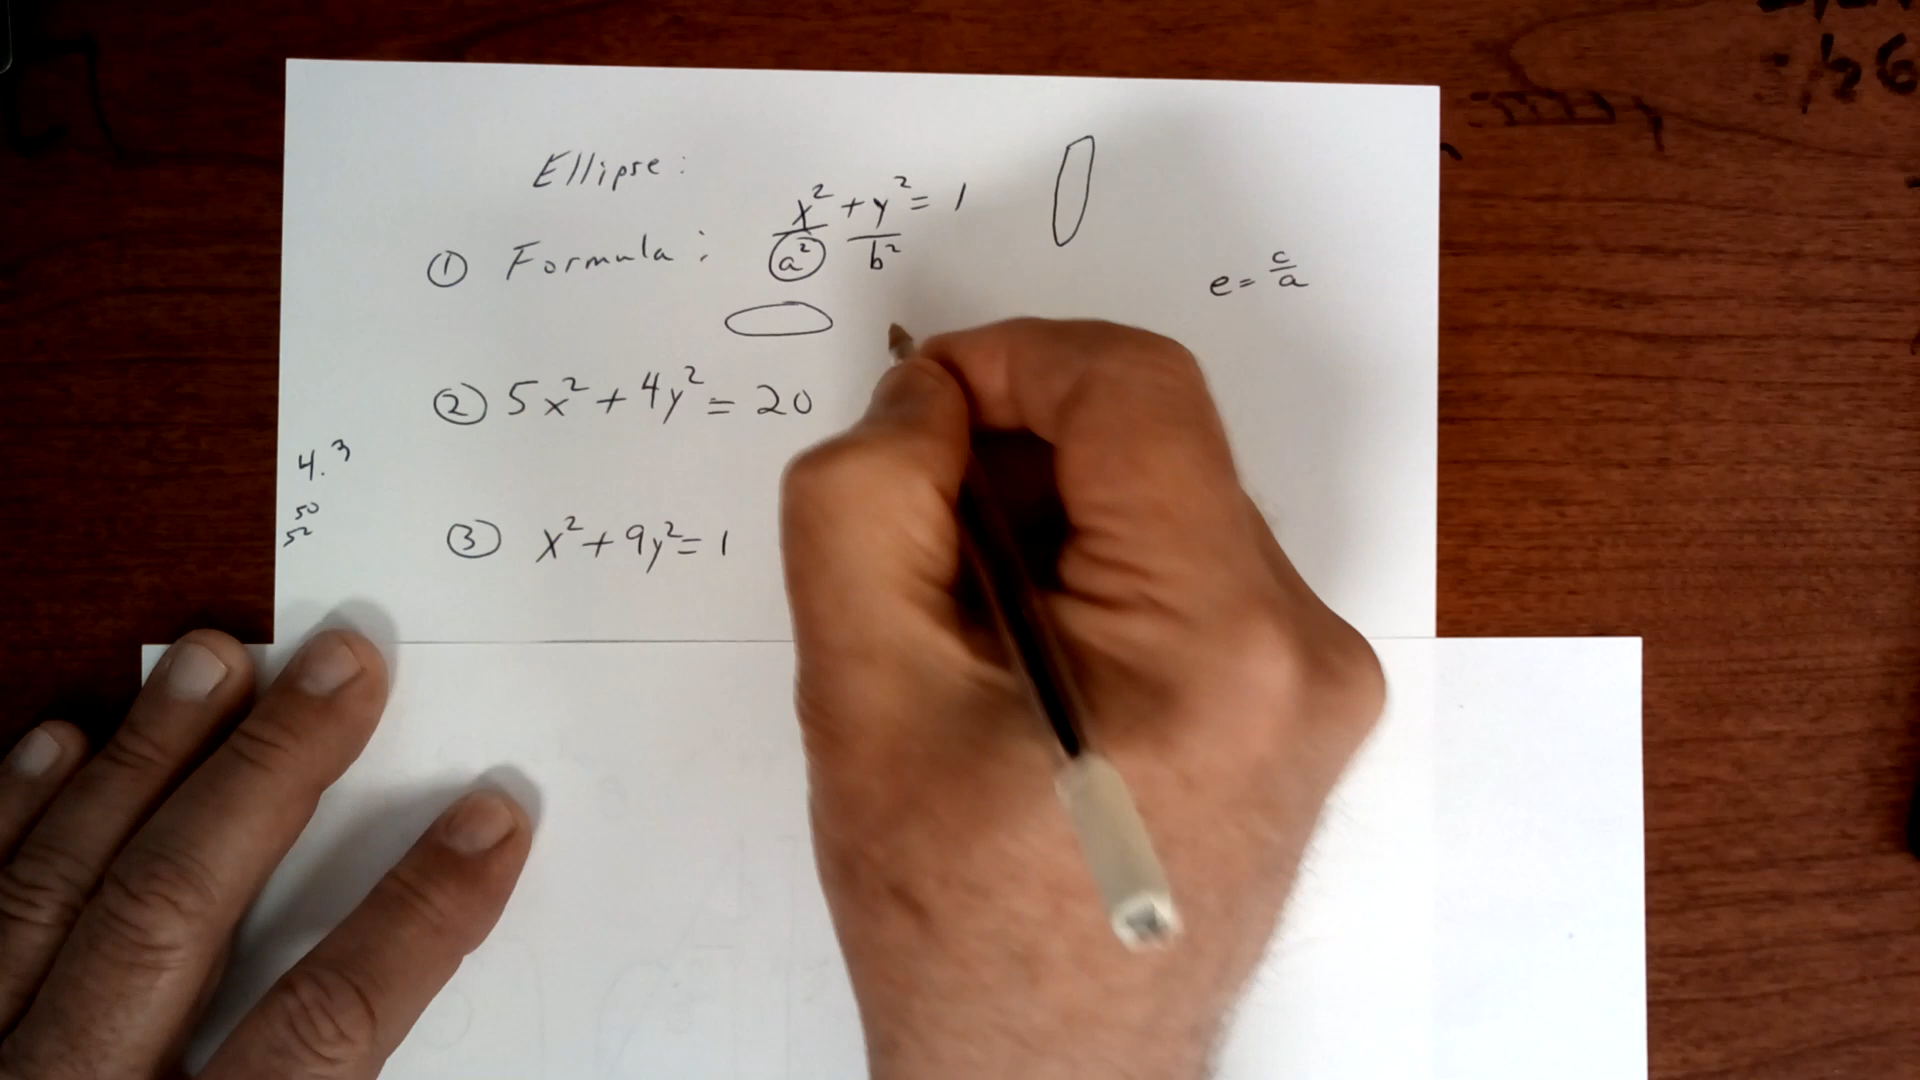 Ellipse:
① Formula: x²/a² + y²/b² = 1
e = c/a
② 5x² + 4y² = 20
4.3
50
52
③ x² + 9y² = 1